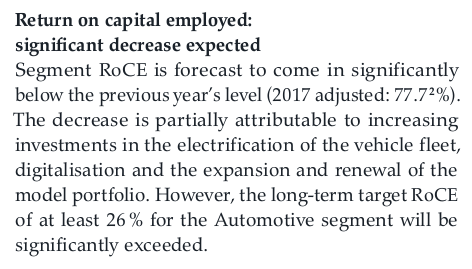 Return on capital employed:
significant decrease expected
Segment RoCE is forecast to come in significantly
below the previous year’s level (2017 adjusted: 77.7²%).
The decrease is partially attributable to increasing
investments in the electrification of the vehicle fleet,
digitalisation and the expansion and renewal of the
model portfolio. However, the long-term target RoCE
of at least 26 % for the Automotive segment will be
significantly exceeded.